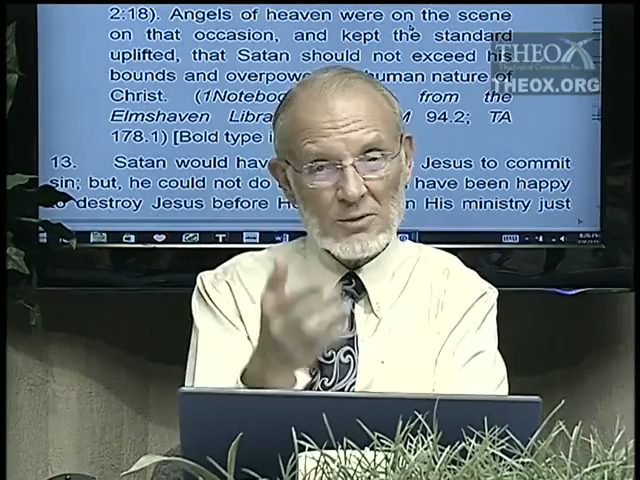 2:18). Angels of heaven were on the scene
on that occasion, and kept the standard
uplifted, that Satan should not exceed his
bounds and overpow human nature of
Christ. (1Notebo from the
Elmshaven Libra M 94.2; TA
178.1) [Bold type i
13. Satan would hav Jesus to commit
sin; but, he could not do have been happy
destroy Jesus before H n His ministry just
THEOX
THEOX.ORG